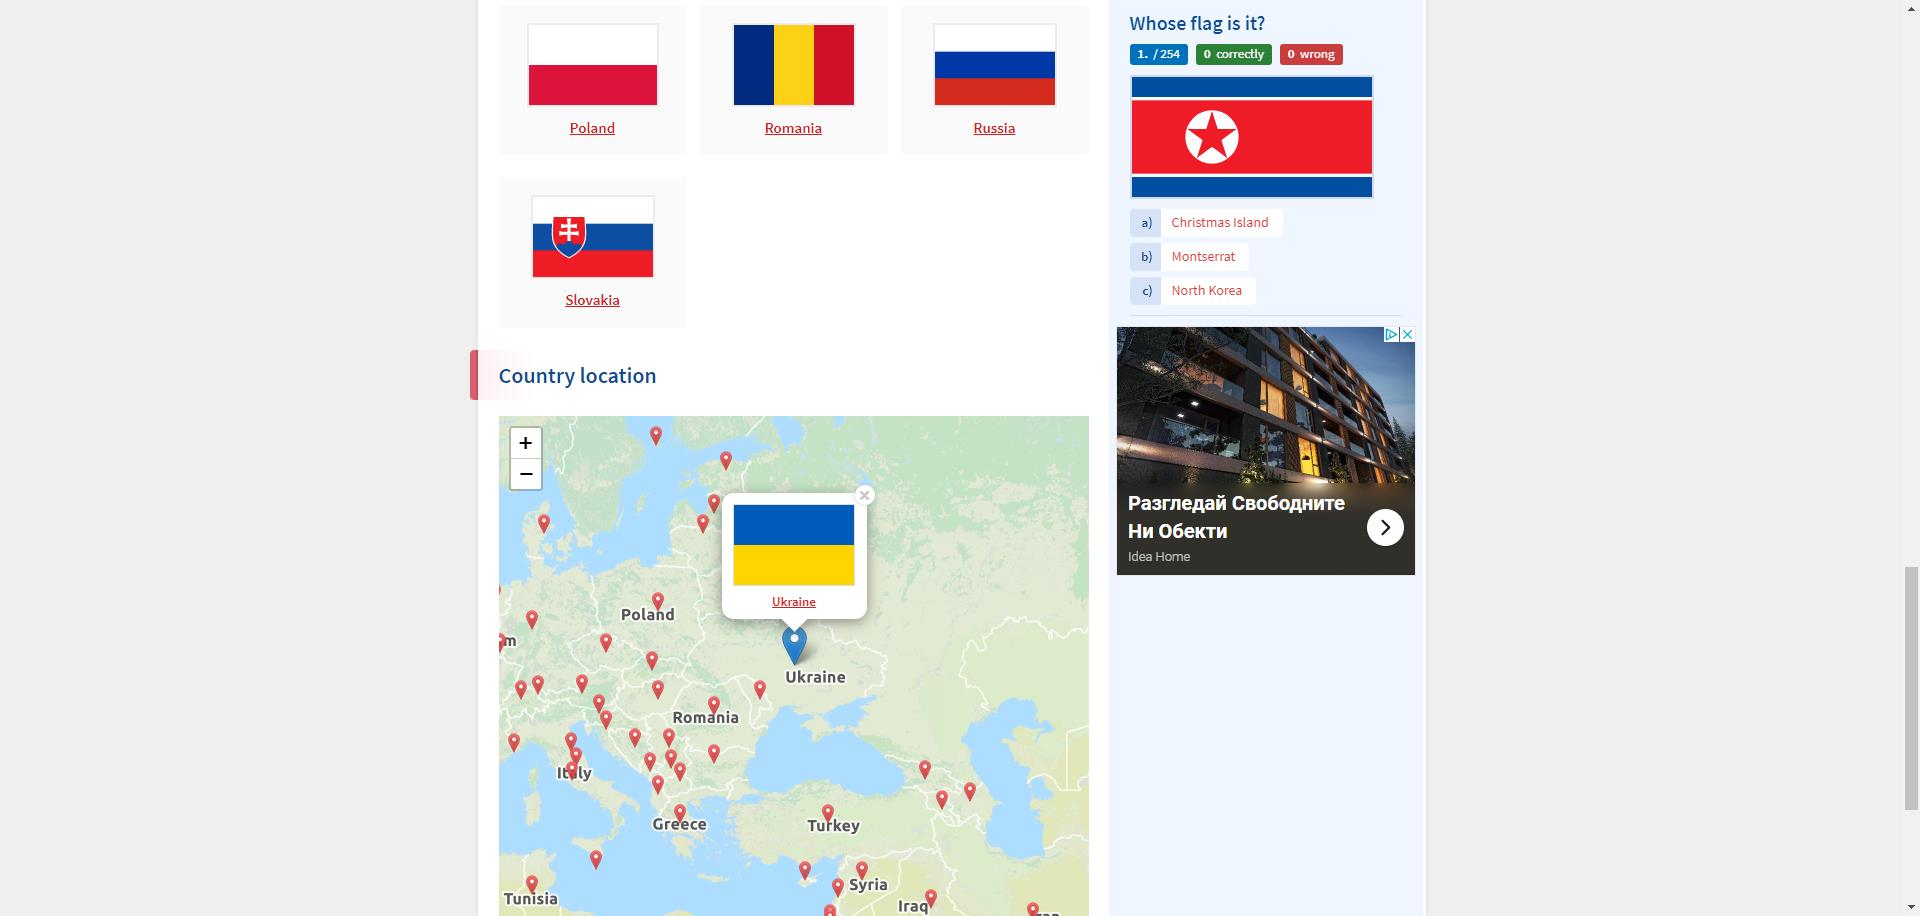 Poland
Romania
Russia
Slovakia
Country location
+
−
Poland
Ukraine
Ukraine
Romania
Italy
Greece
Turkey
Syria
Tunisia
Iraq
Whose flag is it?
1. / 254
0 correctly
0 wrong
a) Christmas Island
b) Montserrat
c) North Korea
Разгледай Свободните
Ни Обекти
Idea Home